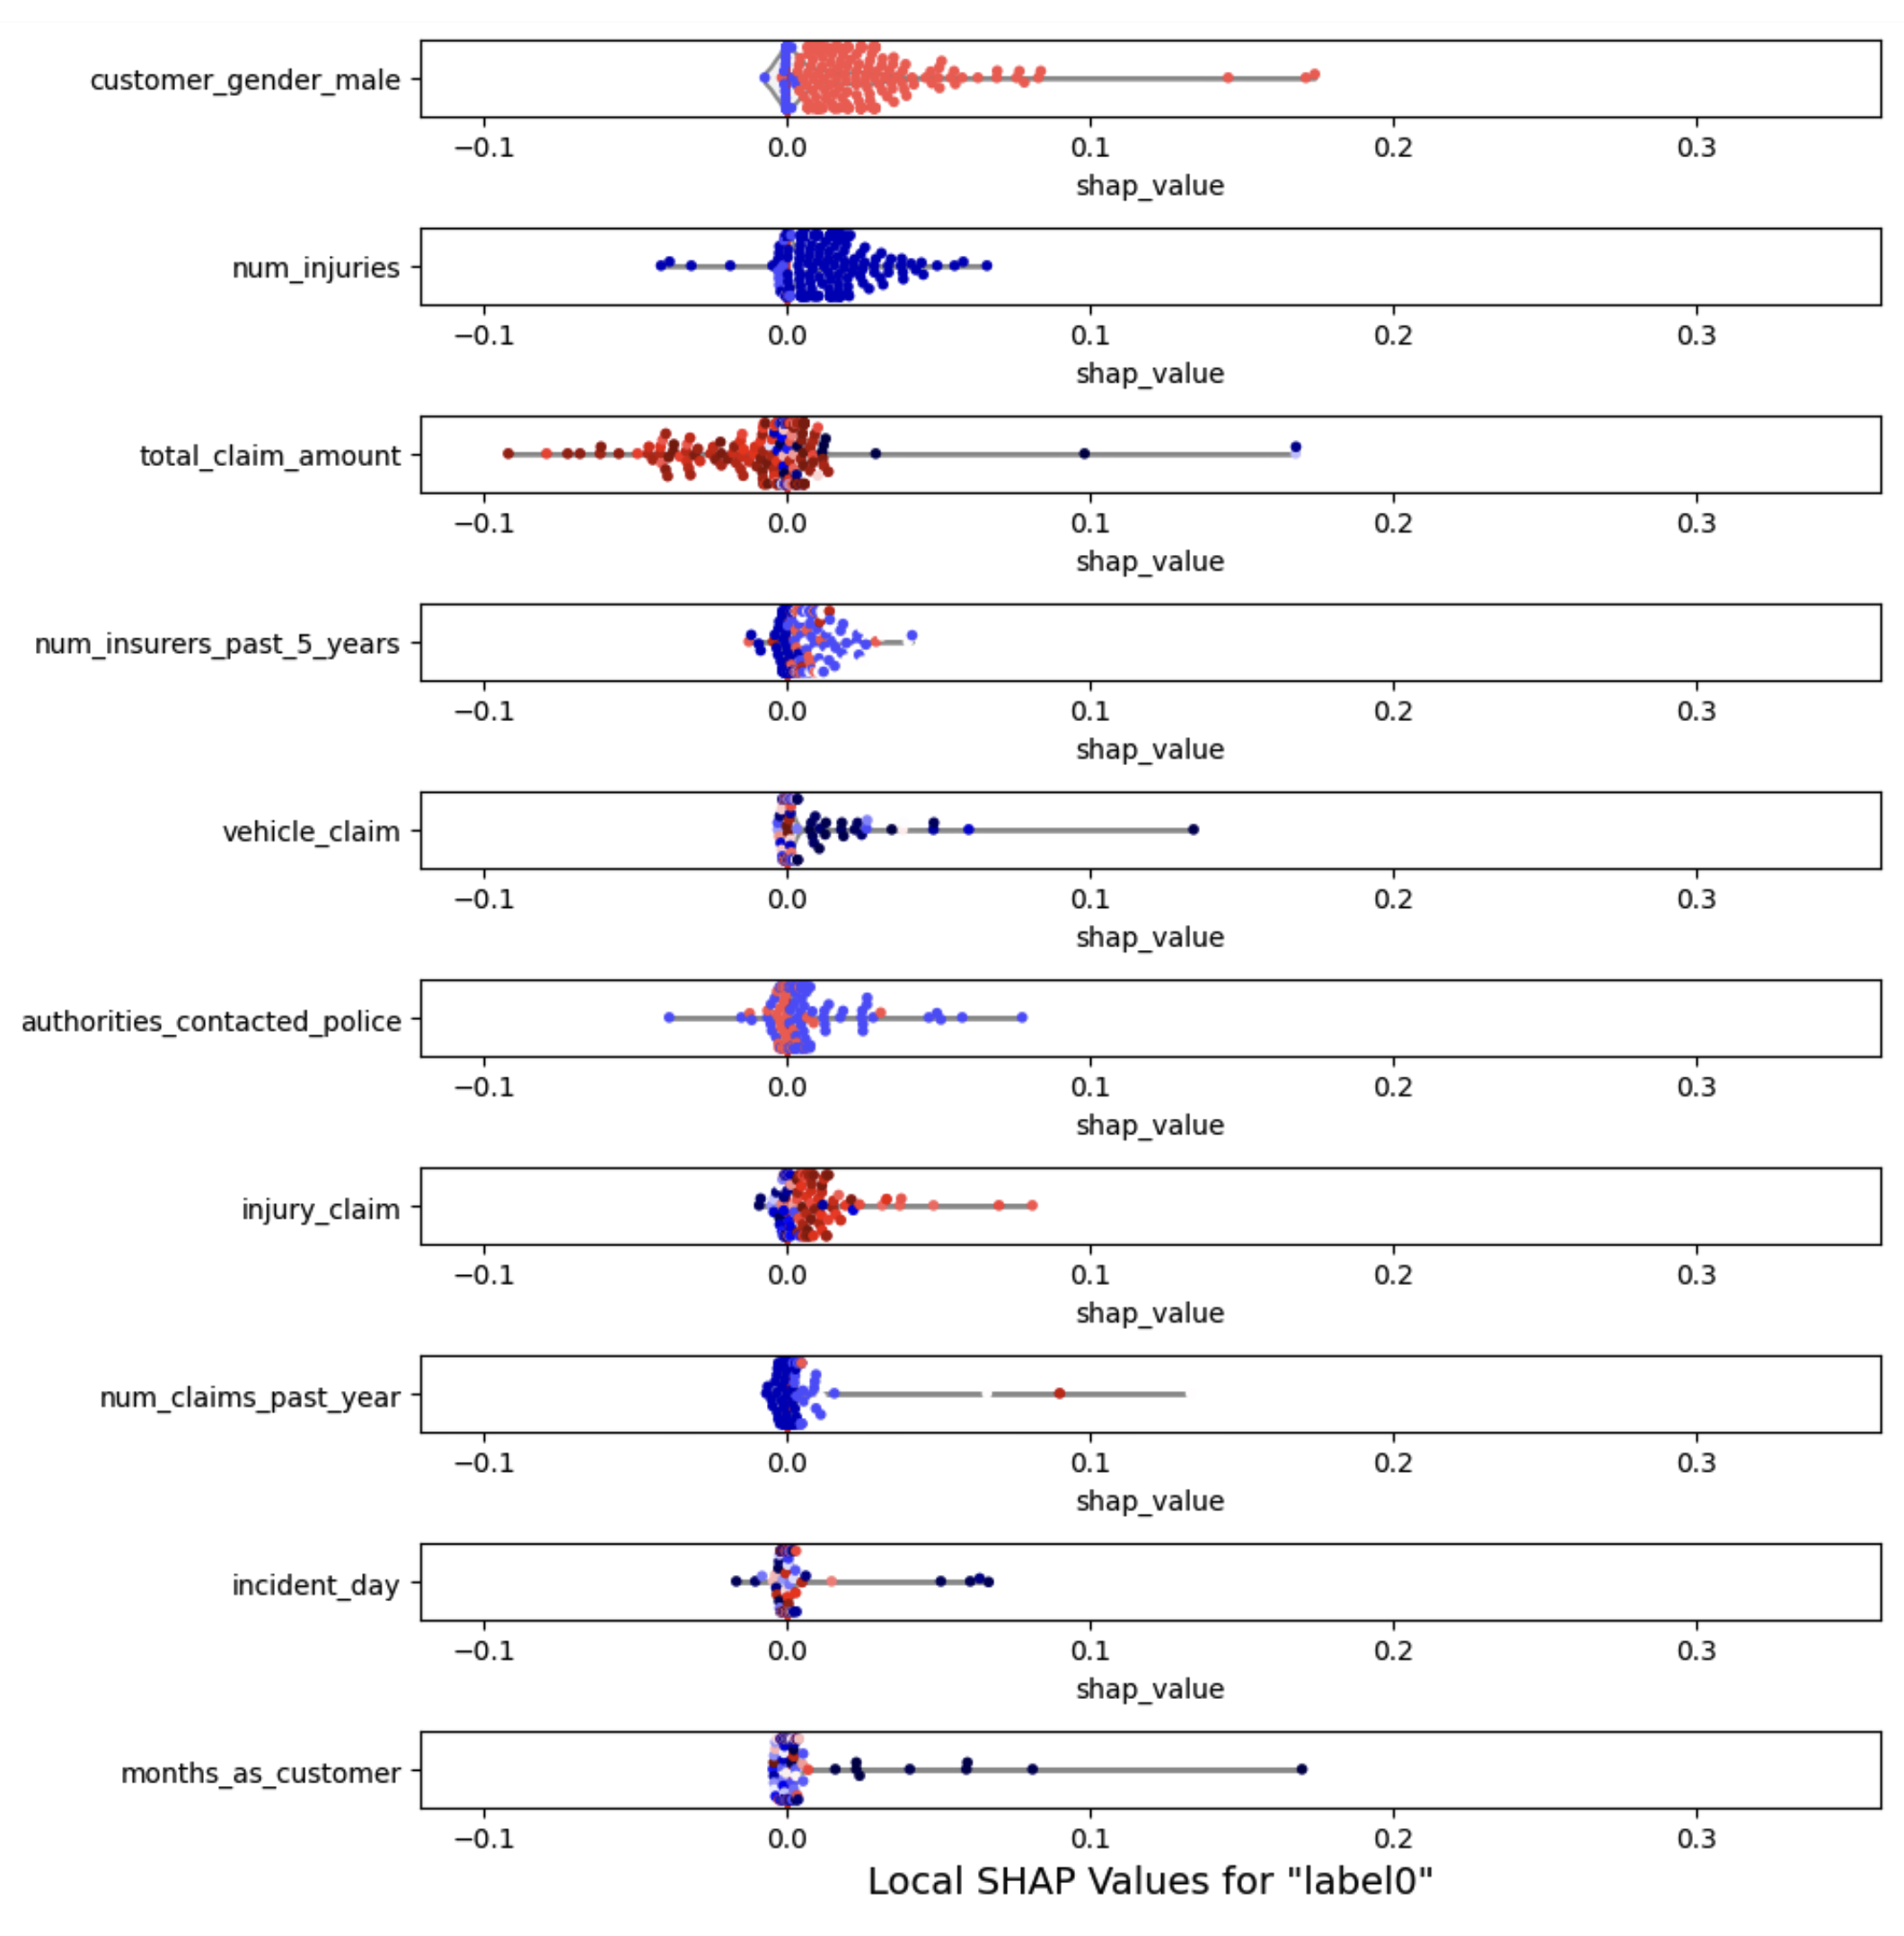 customer_gender_male
−0.1 0.0 0.1 0.2 0.3
shap_value
num_injuries
−0.1 0.0 0.1 0.2 0.3
shap_value
total_claim_amount
−0.1 0.0 0.1 0.2 0.3
shap_value
num_insurers_past_5_years
−0.1 0.0 0.1 0.2 0.3
shap_value
vehicle_claim
−0.1 0.0 0.1 0.2 0.3
shap_value
authorities_contacted_police
−0.1 0.0 0.1 0.2 0.3
shap_value
injury_claim
−0.1 0.0 0.1 0.2 0.3
shap_value
num_claims_past_year
−0.1 0.0 0.1 0.2 0.3
shap_value
incident_day
−0.1 0.0 0.1 0.2 0.3
shap_value
months_as_customer
−0.1 0.0 0.1 0.2 0.3
Local SHAP Values for "label0"